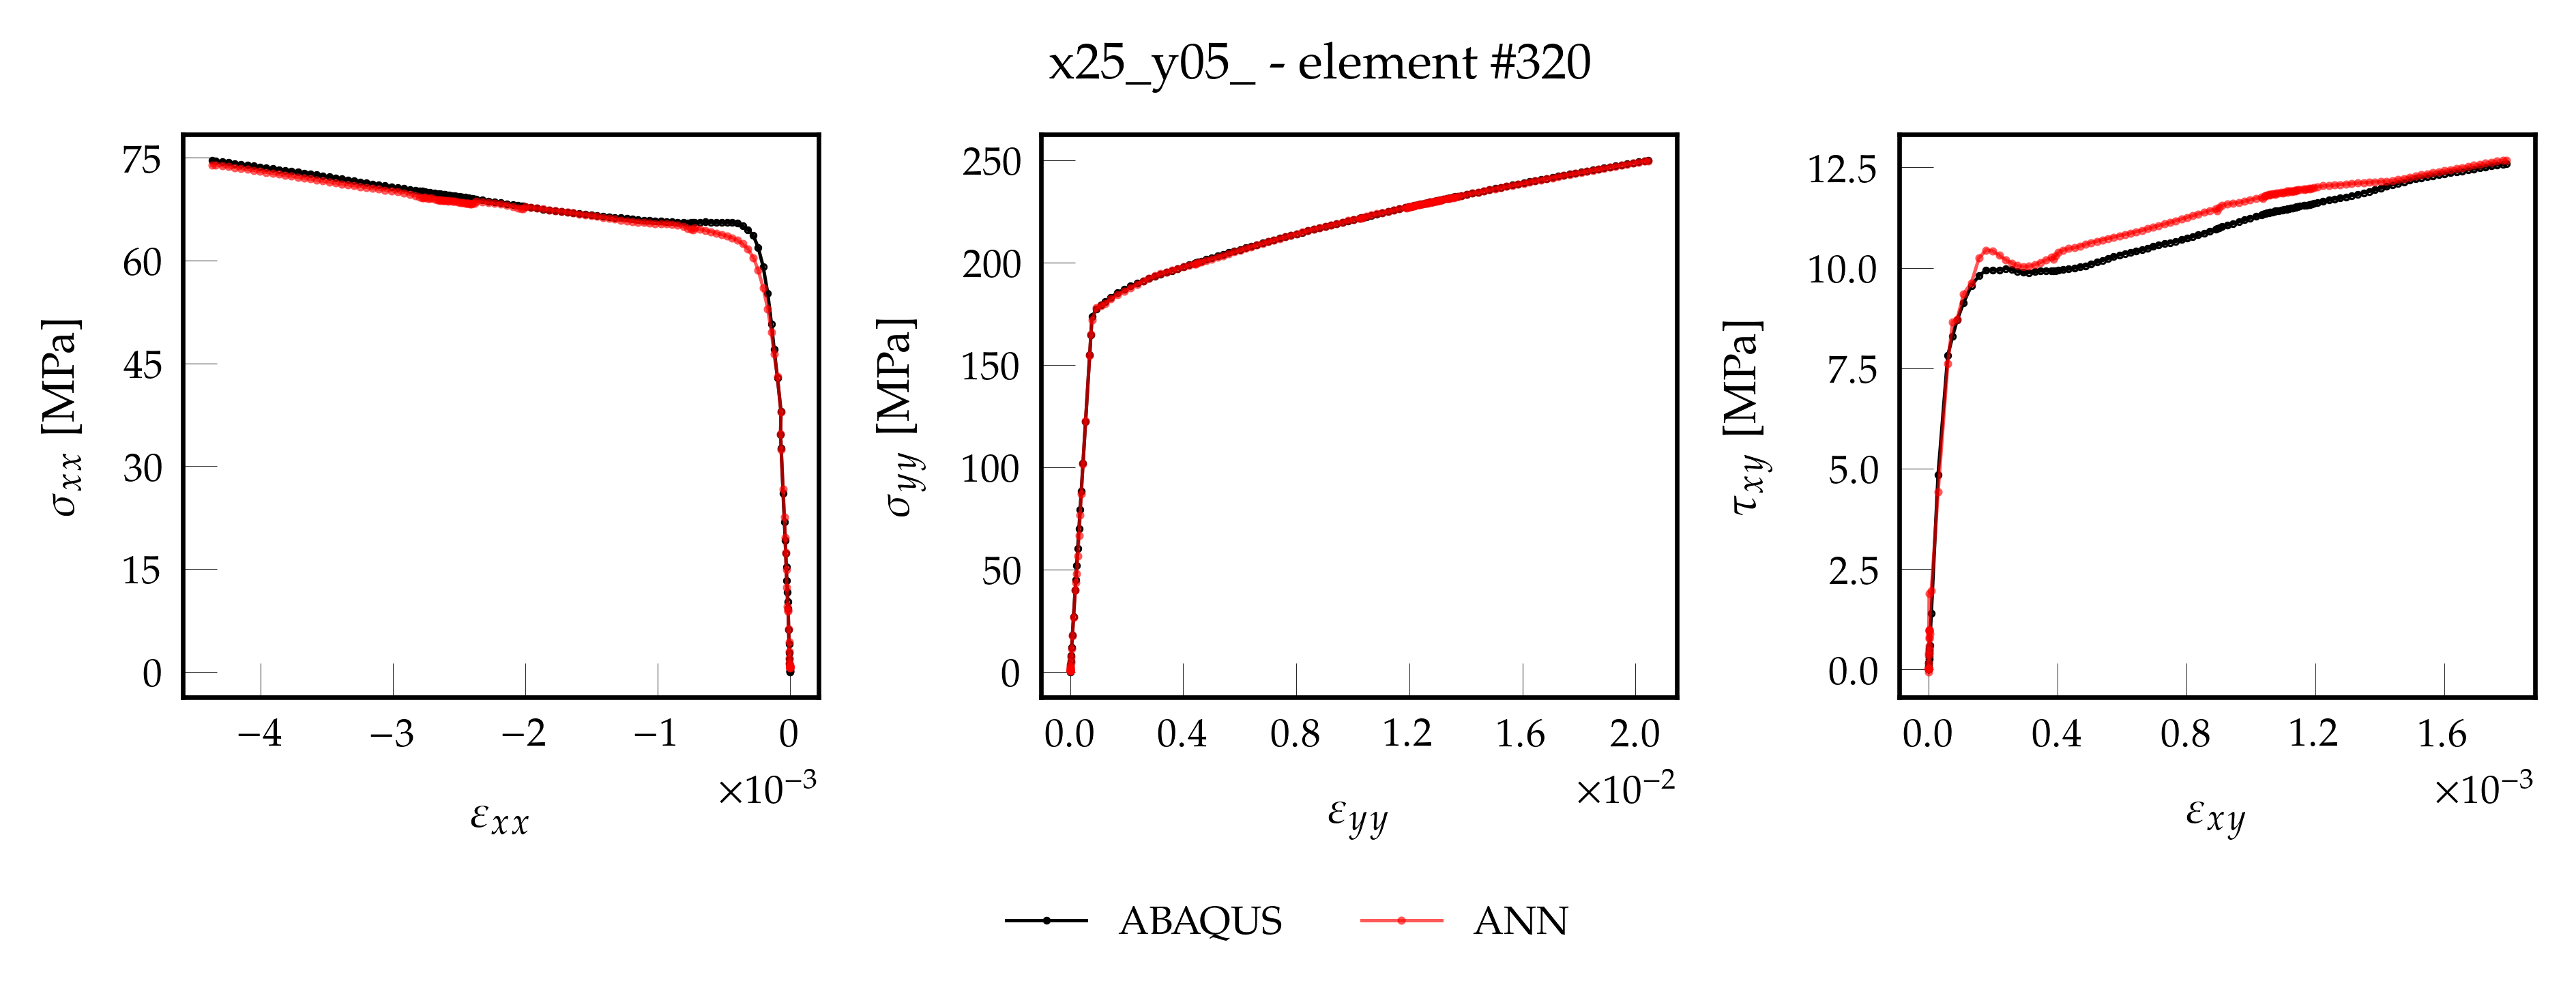 x25_y05_ - element #320
σxx [MPa]
75
60
45
30
15
0
−4 −3 −2 −1 0
×10−3
εxx
σyy [MPa]
250
200
150
100
50
0
0.0 0.4 0.8 1.2 1.6 2.0
×10−2
εyy
τxy [MPa]
12.5
10.0
7.5
5.0
2.5
0.0
0.0 0.4 0.8 1.2 1.6
×10−3
εxy
ABAQUS ANN